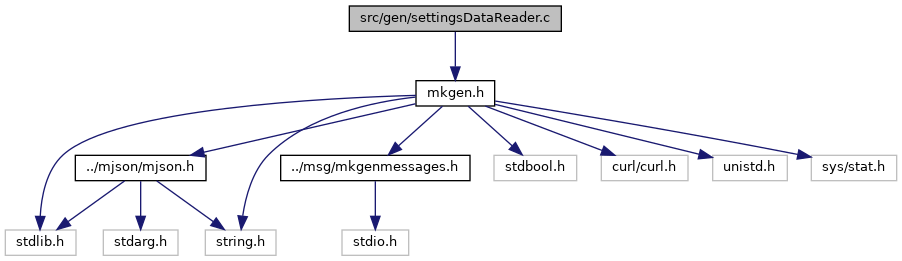 src/gen/settingsDataReader.c
mkgen.h
../mjson/mjson.h
../msg/mkgenmessages.h
stdbool.h
curl/curl.h
unistd.h
sys/stat.h
stdlib.h
stdarg.h
string.h
stdio.h